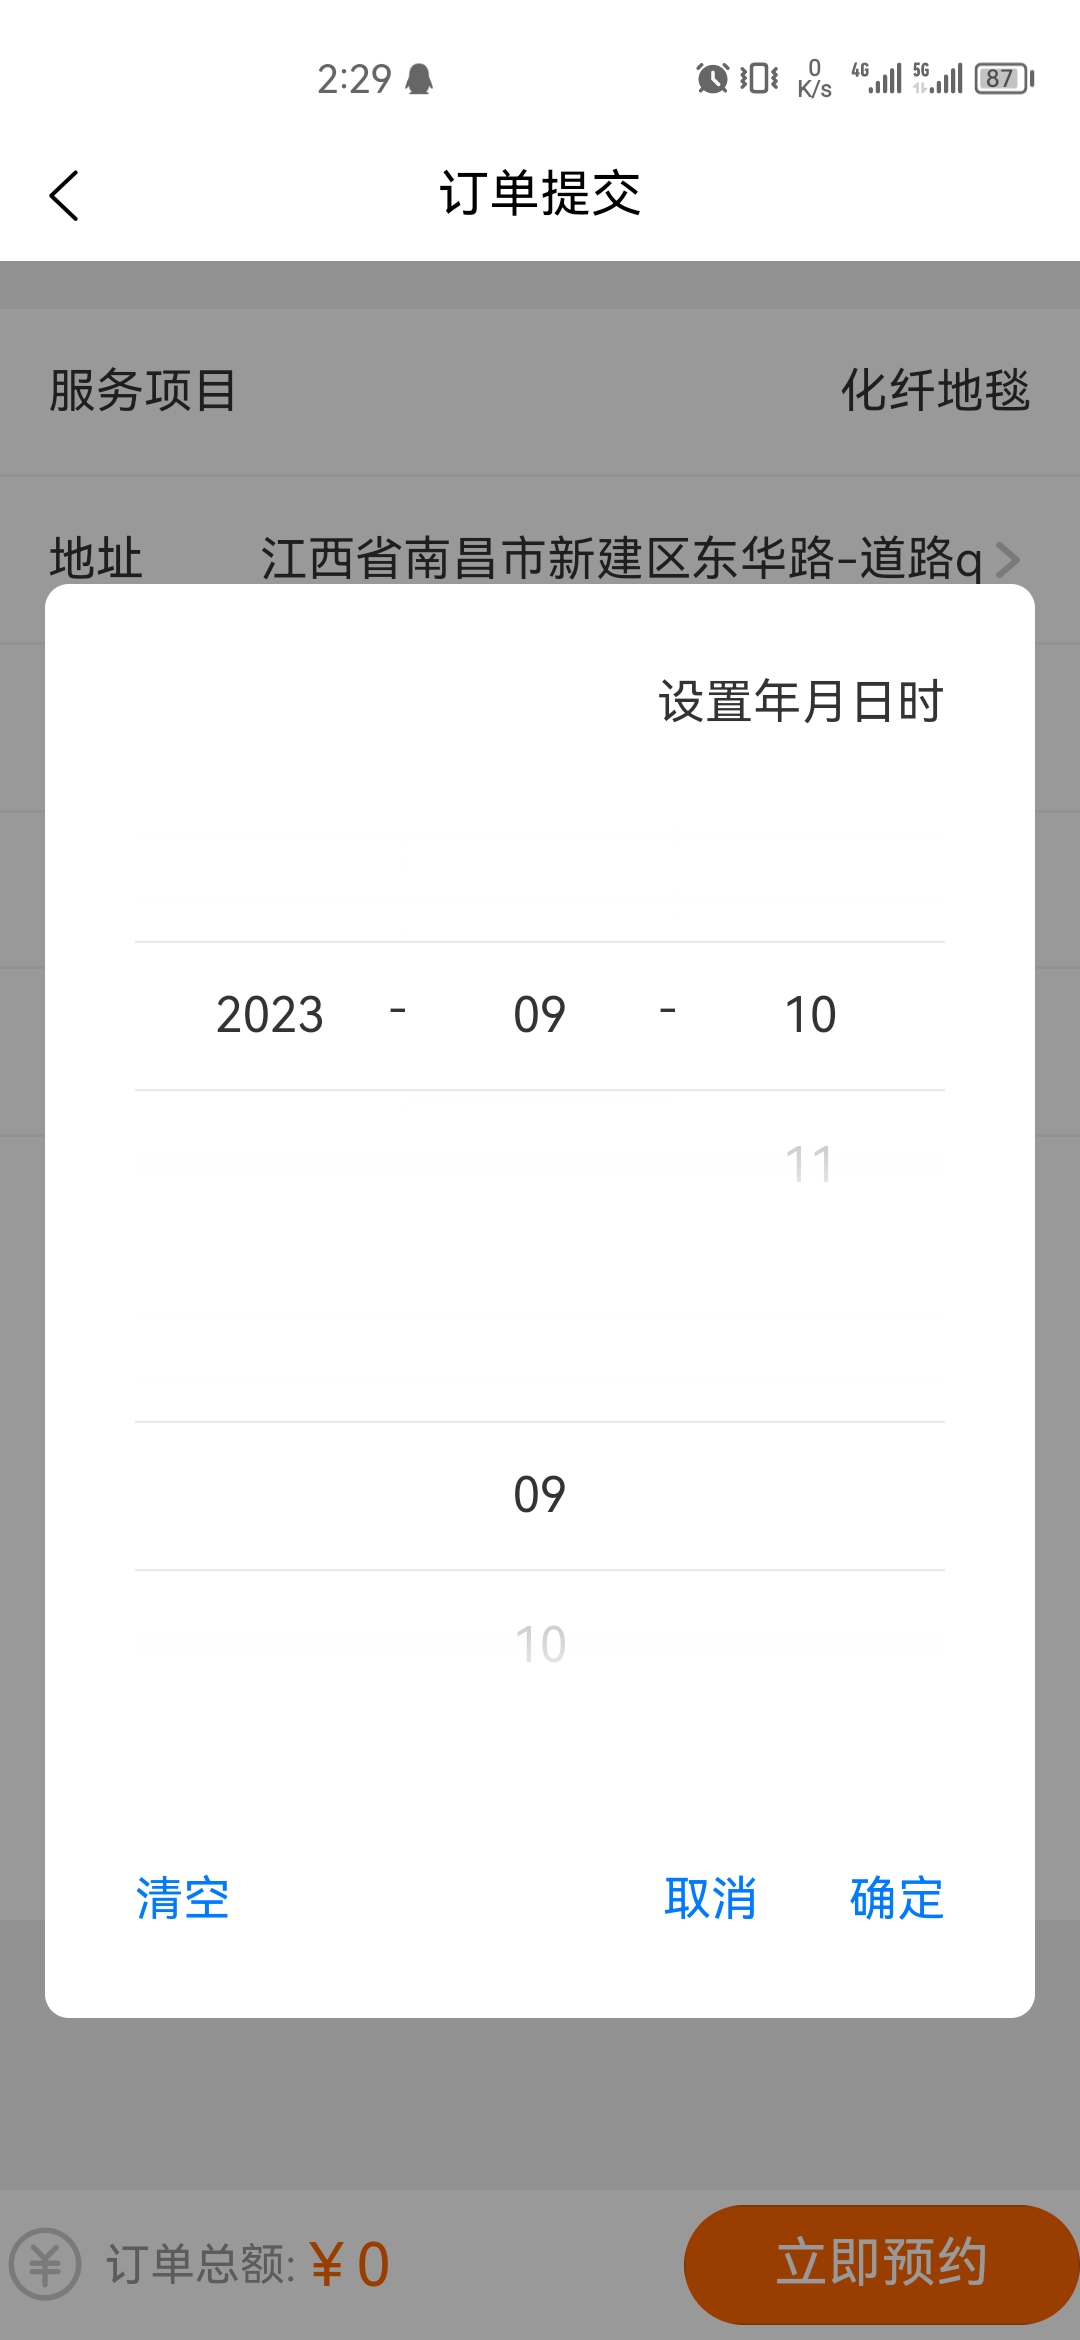 2:29
0
K/s
4G
5G
87
订单提交
服务项目 化纤地毯
地址 江西省南昌市新建区东华路-道路q
设置年月日时
2023 - 09 - 10
11
09
10
清空 取消 确定
订单总额: ¥0 立即预约